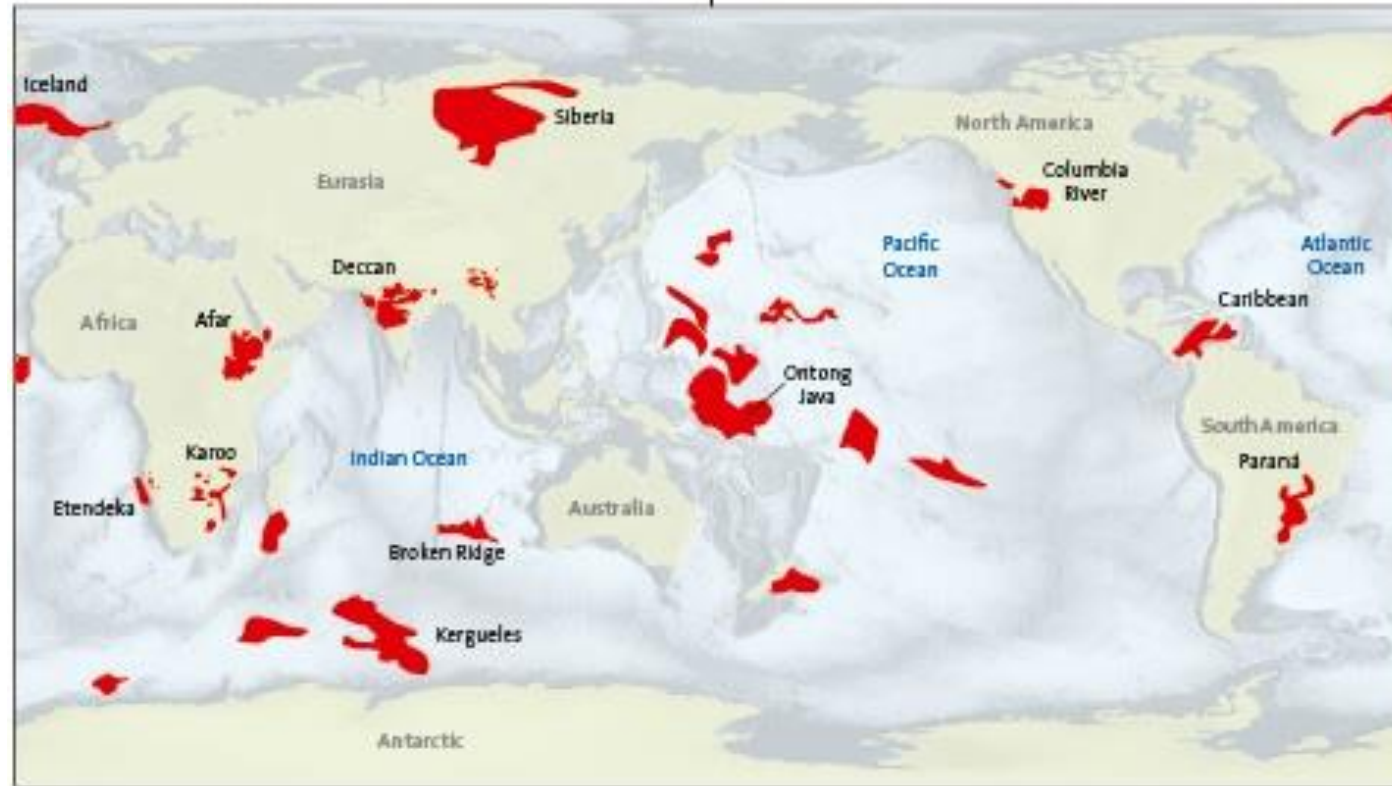 Iceland
Siberia
North America
Columbia
River
Eurasia
Pacific
Ocean
Atlantic
Ocean
Deccan
Caribbean
Africa
Afar
Ontong
Java
South America
Karoo
Indian Ocean
Paraná
Etendeka
Australia
Broken Ridge
Kergueles
Antarctic